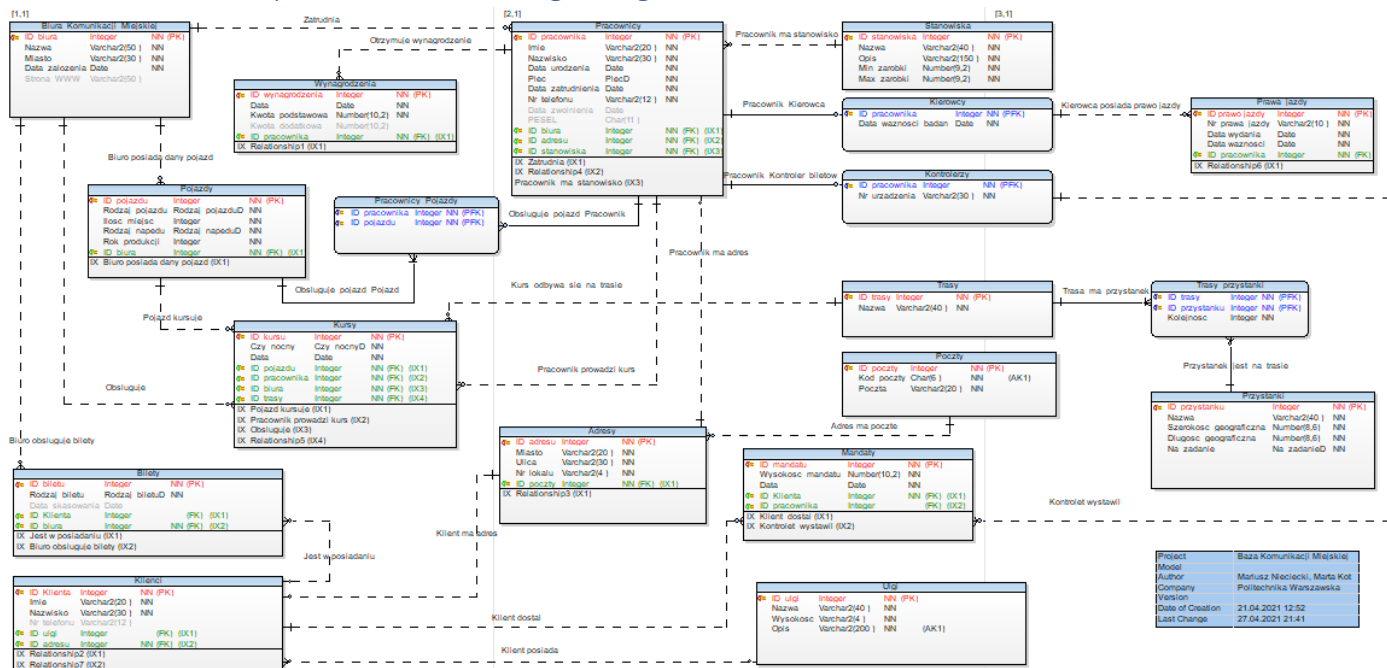 [1,1]
[2,1]
[3,1]
Biura Komunikacji Miejskiej
ID biura Integer NN (PK)
Nazwa Varchar2(50 ) NN
Miasto Varchar2(30 ) NN
Data zalozenia Date NN
Strona WWW Varchar2(50 )
Zatrudnia
Otrzymuje wynagrodzenie
Wynagrodzenia
ID wynagrodzenia Integer NN (PK)
Data Date NN
Kwota podstawowa Number(10,2) NN
Kwota dodatkowa Number(10,2)
ID pracownika Integer NN (FK) (IX1)
IX Relationship1 (IX1)
Pracownicy
ID pracownika Integer NN (PK)
Imie Varchar2(20 ) NN
Nazwisko Varchar2(30 ) NN
Data urodzenia Date NN
Plec PlecD NN
Data zatrudnienia Date NN
Nr telefonu Varchar2(12 ) NN
Data zwolnienia Date
PESEL Char(11 )
ID biura Integer NN (FK) (IX1)
ID adresu Integer NN (FK) (IX2)
ID stanowiska Integer NN (FK) (IX3)
IX Zatrudnia (IX1)
IX Relationship4 (IX2)
Pracownik ma stanowisko (IX3)
Pracownik ma stanowisko
Stanowiska
ID stanowiska Integer NN (PK)
Nazwa Varchar2(40 ) NN
Opis Varchar2(150 ) NN
Min zarobki Number(9,2) NN
Max zarobki Number(9,2) NN
Pracownik Kierowca
Kierowcy
ID pracownika Integer NN (PFK)
Data waznosci badan Date NN
Kierowca posiada prawo jazdy
Prawa jazdy
ID prawo jazdy Integer NN (PK)
Nr prawa jazdy Varchar2(10 ) NN
Data wydania Date NN
Data waznosci Date NN
ID pracownika Integer NN (FK)
IX Relationship6 (IX1)
Pracownik Kontroler biletow
Kontrolerzy
ID pracownika Integer NN (PFK)
Nr urzadzenia Varchar2(30 ) NN
Biuro posiada dany pojazd
Pojazdy
ID pojazdu Integer NN (PK)
Rodzaj pojazdu Rodzaj pojazduD NN
Ilosc miejsc Integer NN
Rodzaj napedu Rodzaj napeduD NN
Rok produkcji Integer NN
ID biura Integer NN (FK) (IX1
IX Biuro posiada dany pojazd (IX1)
Pracownicy Pojazdy
ID pracownika Integer NN (PFK)
ID pojazdu Integer NN (PFK)
Obsluguje pojazd Pracownik
Pracownik ma adres
Obsluguje pojazd Pojazd
Kurs odbywa sie na trasie
Trasy
ID trasy Integer NN (PK)
Nazwa Varchar2(40 ) NN
Trasa ma przystanek
Trasy przystanki
ID trasy Integer NN (PFK)
ID przystanku Integer NN (PFK)
Kolejnosc Integer NN
Pojazd kursuje
Kursy
ID kursu Integer NN (PK)
Czy nocny Czy nocnyD NN
Data Date NN
ID pojazdu Integer NN (FK) (IX1)
ID pracownika Integer NN (FK) (IX2)
ID biura Integer NN (FK) (IX3)
ID trasy Integer NN (FK) (IX4)
IX Pojazd kursuje (IX1)
IX Pracownik prowadzi kurs (IX2)
IX Obsluguje (IX3)
IX Relationship5 (IX4)
Obsluguje
Pracownik prowadzi kurs
Poczty
ID poczty Integer NN (PK)
Kod poczty Char(6 ) NN (AK1)
Poczta Varchar2(20 ) NN
Przystanek jest na trasie
Przystanki
ID przystanku Integer NN (PK)
Nazwa Varchar2(40 ) NN
Szerokosc geograficzna Number(8,6) NN
Dlugosc geograficzna Number(8,6) NN
Na zadanie Na zadanieD NN
Adres ma poczte
Adresy
ID adresu Integer NN (PK)
Miasto Varchar2(20 ) NN
Ulica Varchar2(30 ) NN
Nr lokalu Varchar2(4 ) NN
ID poczty Integer NN (FK) (IX1)
IX Relationship3 (IX1)
Biuro obsluguje bilety
Bilety
ID biletu Integer NN (PK)
Rodzaj biletu Rodzaj biletuD NN
Data skasowania Date
ID Klienta Integer (FK) (IX1)
ID biura Integer NN (FK) (IX2)
IX Jest w posiadaniu (IX1)
IX Biuro obsluguje bilety (IX2)
Jest w posiadaniu
Klient ma adres
Mandaty
ID mandatu Integer NN (PK)
Wysokosc mandatu Number(10,2) NN
Data Date NN
ID Klienta Integer NN (FK) (IX1)
ID pracownika Integer (FK) (IX2)
IX Klient dostal (IX1)
IX Kontrolet wystawil (IX2)
Kontrolet wystawil
Klienci
ID Klienta Integer NN (PK)
Imie Varchar2(20 ) NN
Nazwisko Varchar2(30 ) NN
Nr telefonu Varchar2(12 )
ID ulgi Integer (FK) (IX1)
ID adresu Integer NN (FK) (IX2)
IX Relationship2 (IX1)
IX Relationship7 (IX2)
Klient dostal
Klient posiada
Ulgi
ID ulgi Integer NN (PK)
Nazwa Varchar2(40 ) NN
Wysokosc Varchar2(4 ) NN
Opis Varchar2(200 ) NN (AK1)
Project Baza Komunikacji Miejskiej
Model
Author Mariusz Nieciecki, Marta Kot
Company Politechnika Warszawska
Version
Date of Creation 21.04.2021 12:52
Last Change 27.04.2021 21:41